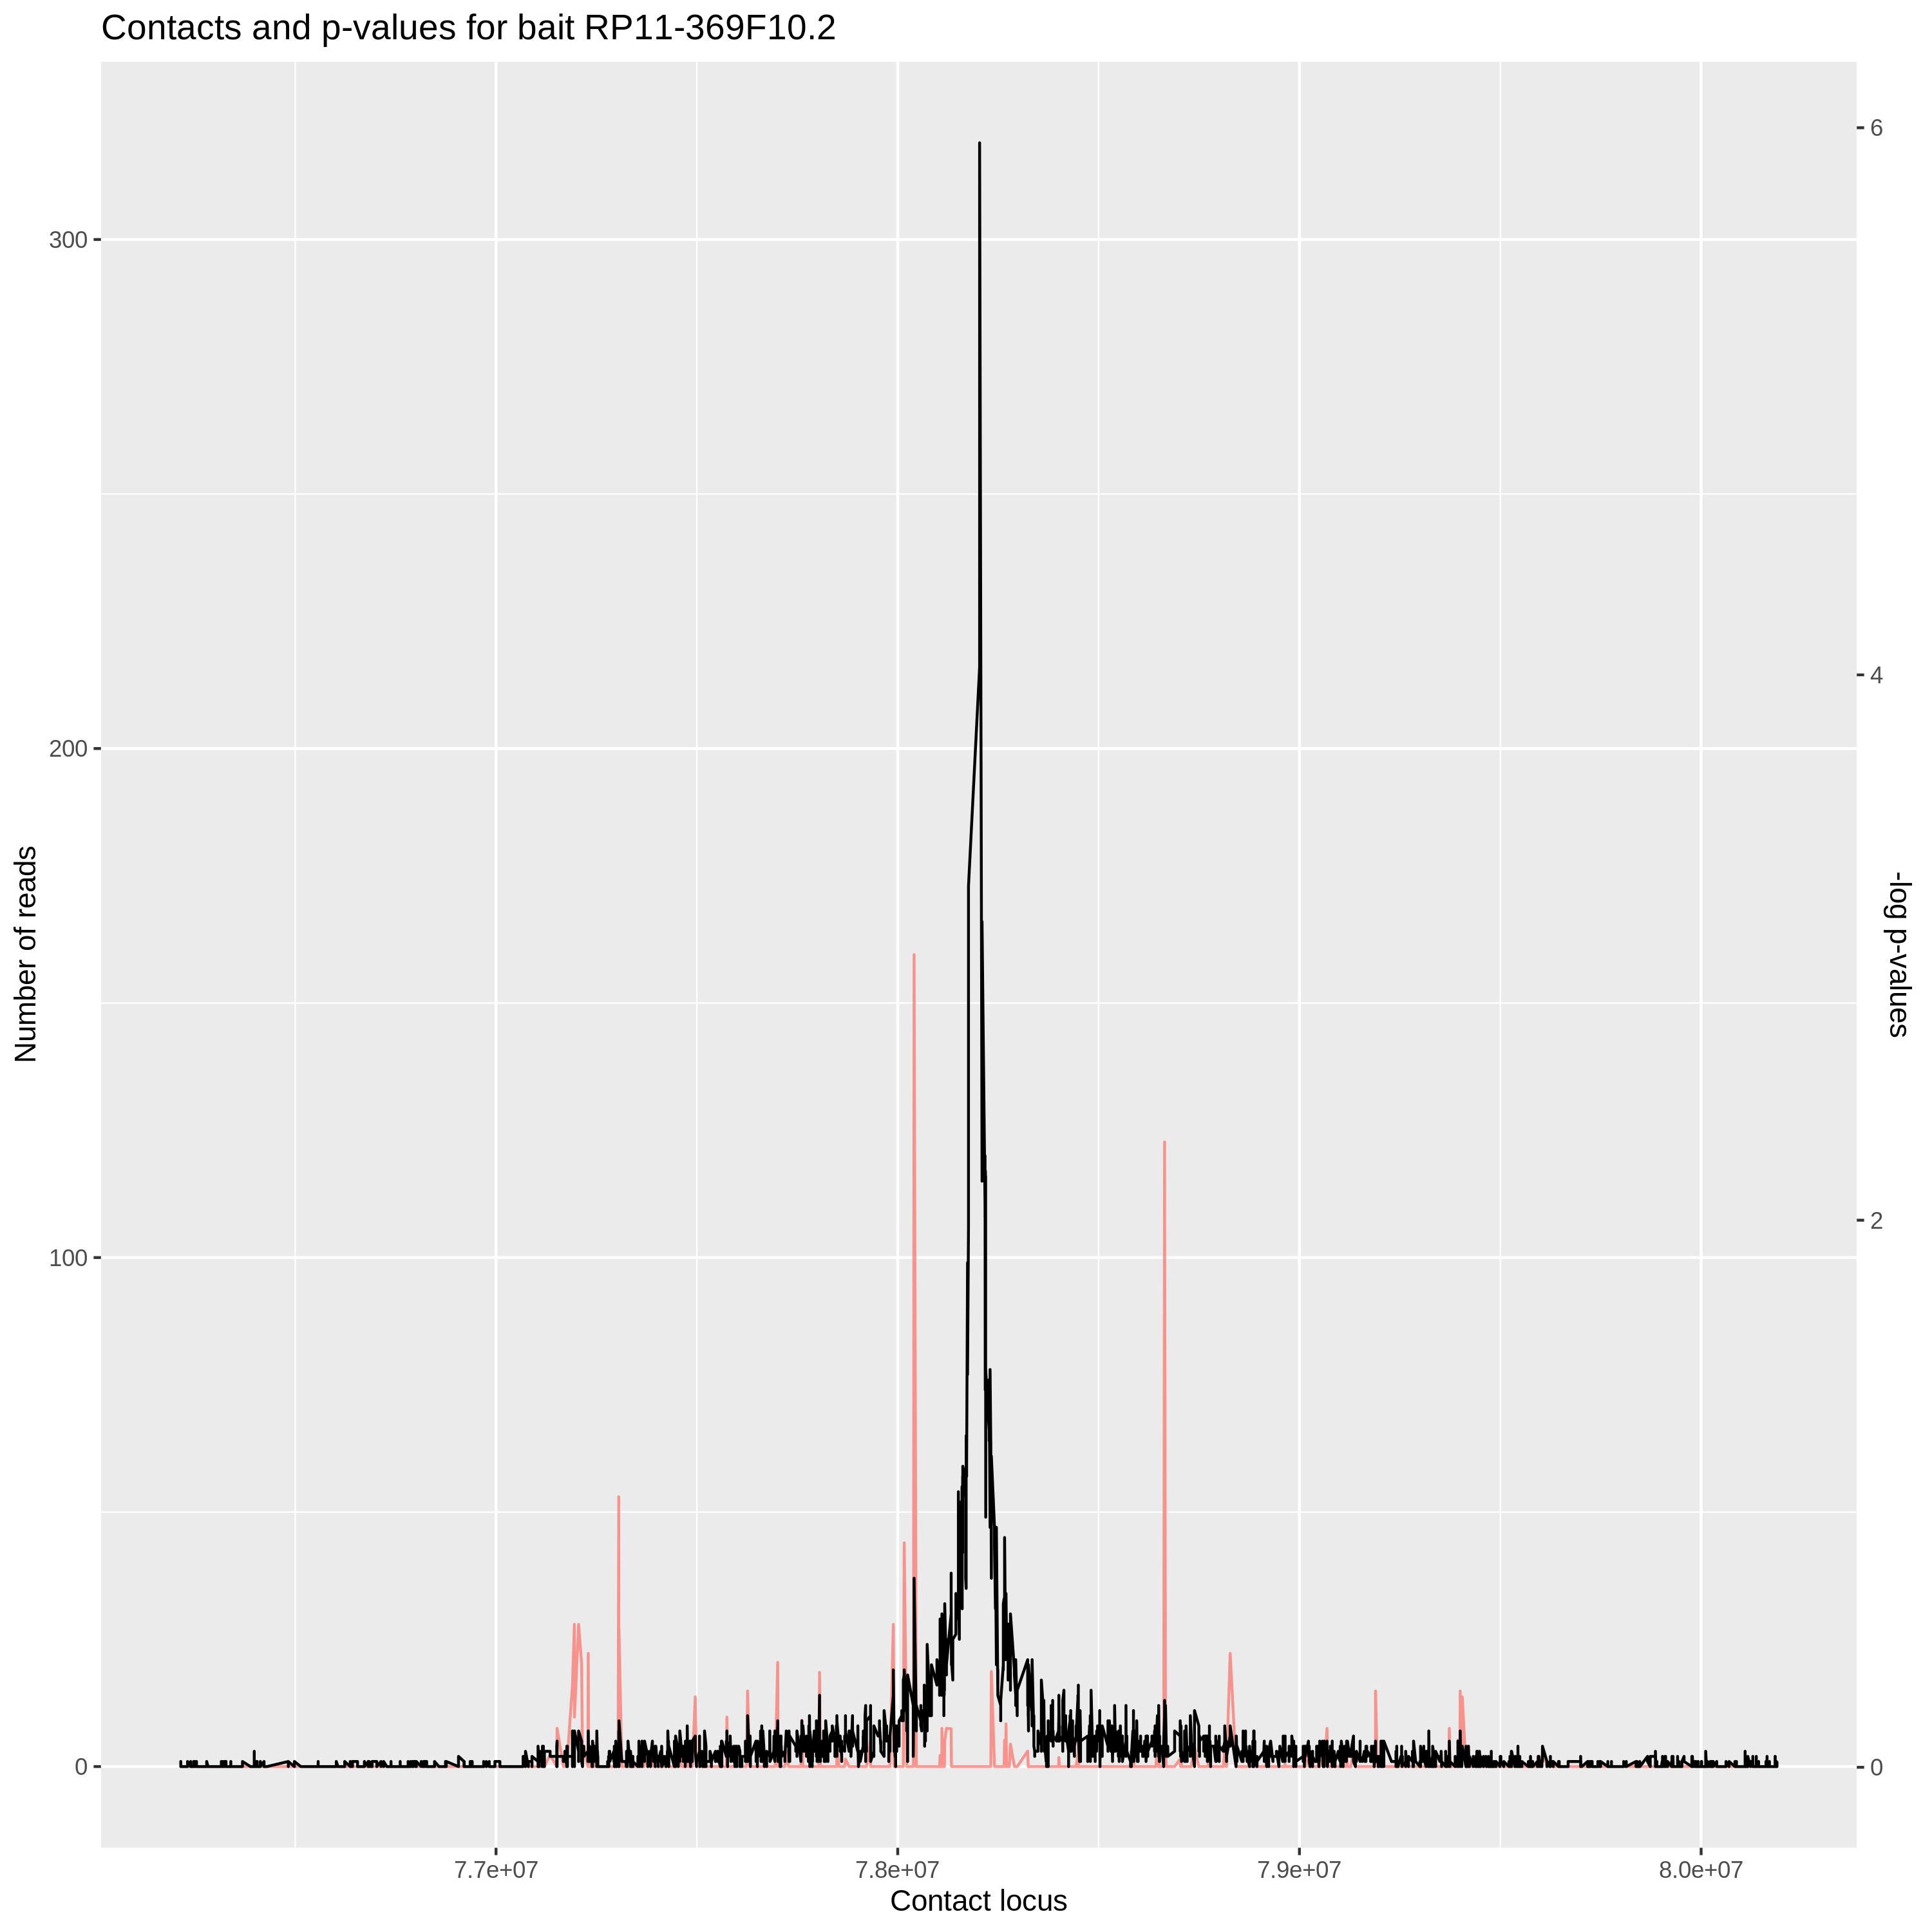 Contacts and p-values for bait RP11-369F10.2
6
300
4
200
Number of reads
-log p-values
2
100
0
0
7.7e+07
7.8e+07
7.9e+07
8.0e+07
Contact locus